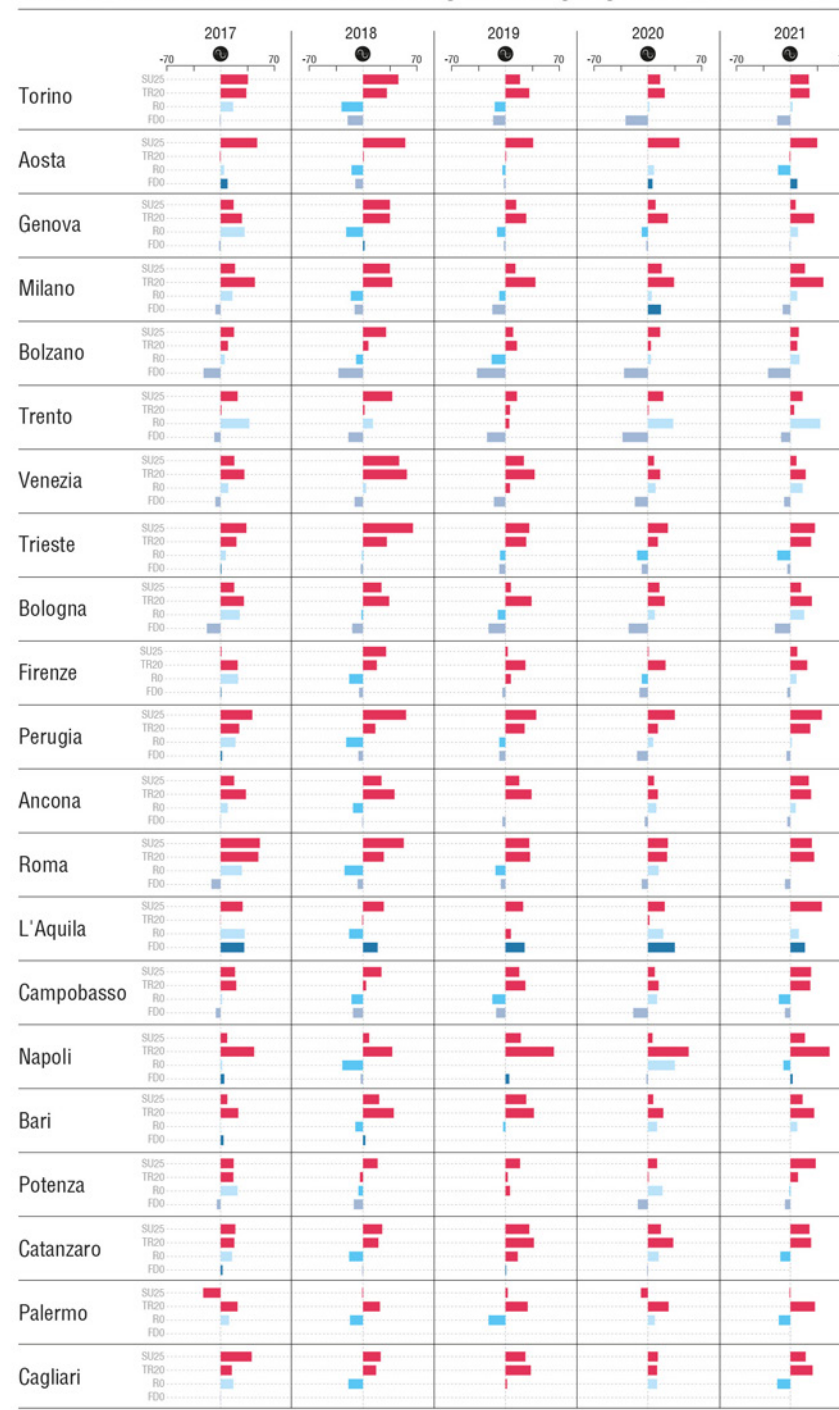 2017 2018 2019 2020 2021
-70 70 -70 70 -70 70 -70 70 -70
SU25
TR20
Torino
R0
FD0
SU25
TR20
Aosta
R0
FD0
SU25
TR20
Genova
R0
FD0
SU25
TR20
Milano
R0
FD0
SU25
TR20
Bolzano
R0
FD0
SU25
TR20
Trento
R0
FD0
SU25
TR20
Venezia
R0
FD0
SU25
TR20
Trieste
R0
FD0
SU25
TR20
Bologna
R0
FD0
SU25
TR20
Firenze
R0
FD0
SU25
TR20
Perugia
R0
FD0
SU25
TR20
Ancona
R0
FD0
SU25
TR20
Roma
R0
FD0
SU25
TR20
L'Aquila
R0
FD0
SU25
TR20
Campobasso
R0
FD0
SU25
TR20
Napoli
R0
FD0
SU25
TR20
Bari
R0
FD0
SU25
TR20
Potenza
R0
FD0
SU25
TR20
Catanzaro
R0
FD0
SU25
TR20
Palermo
R0
FD0
SU25
TR20
Cagliari
R0
FD0